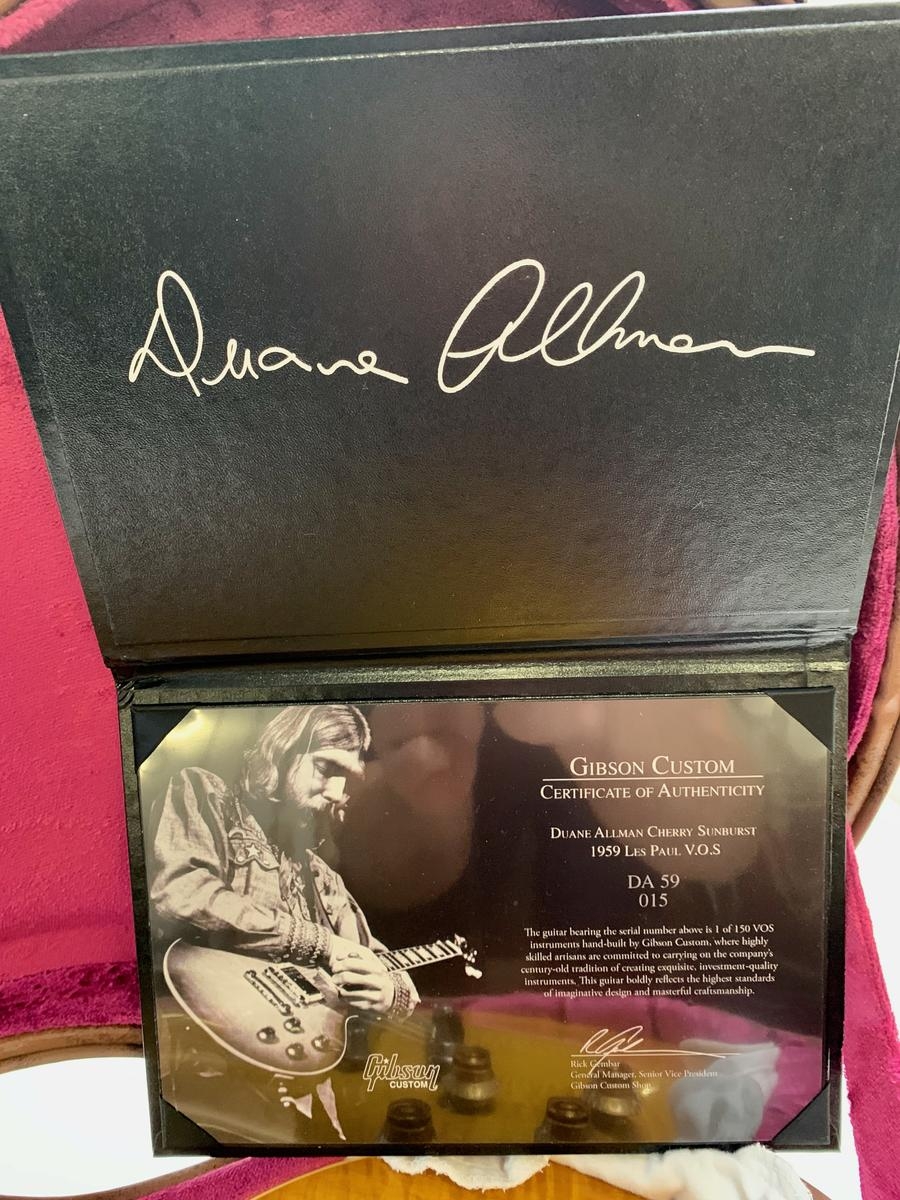 Duane Allman
GIBSON CUSTOM
CERTIFICATE OF AUTHENTICITY
DUANE ALLMAN CHERRY SUNBURST
1959 LES PAUL V.O.S
DA 59
015
The guitar bearing the serial number above is 1 of 150 VOS
instruments hand-built by Gibson Custom, where highly
skilled artisans are committed to carrying on the company's
century-old tradition of creating exquisite, investment-quality
instruments. This guitar boldly reflects the highest standards
of imaginative design and masterful craftsmanship.
Rick Gembar
General Manager, Senior Vice President
Gibson Custom Shop
Gibson
CUSTOM